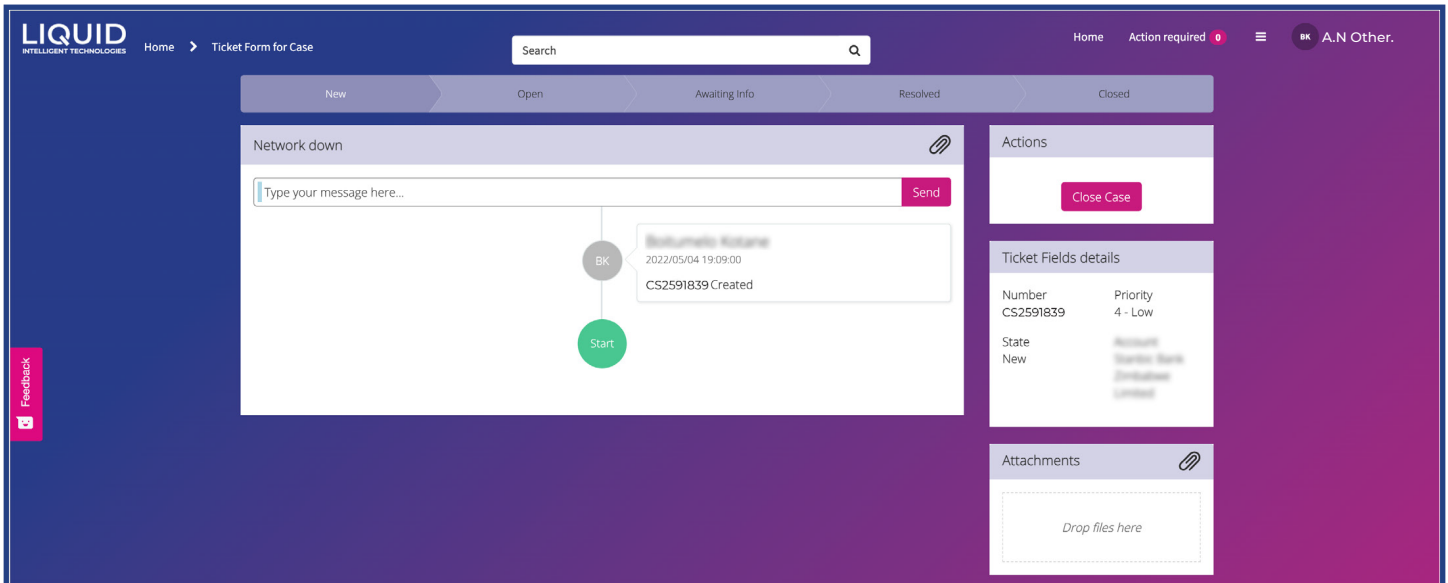 LIQUID
INTELLIGENT TECHNOLOGIES
Home > Ticket Form for Case
Search
Home Action required 0 BK A.N Other.
New Open Awaiting Info Resolved Closed
Network down
Type your message here... Send
BK
2022/05/04 19:09:00
CS2591839 Created
Start
Actions
Close Case
Ticket Fields details
Number Priority
CS2591839 4 - Low
State
New
Attachments
Drop files here
Feedback